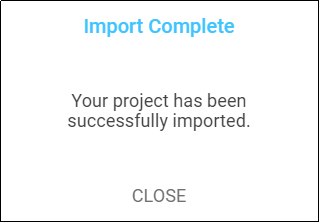 Import Complete
Your project has been
successfully imported.
CLOSE